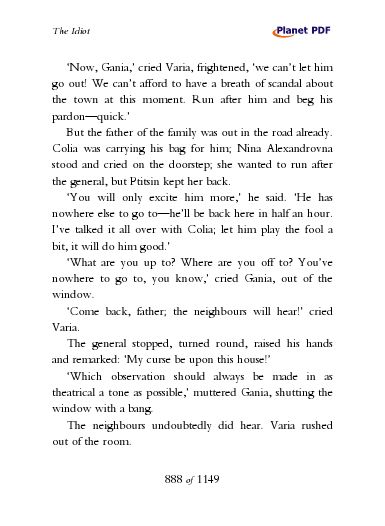 The Idiot
Planet PDF
‘Now, Gania,’ cried Varia, frightened, ‘we can’t let him
go out! We can’t afford to have a breath of scandal about
the town at this moment. Run after him and beg his
pardon—quick.’
But the father of the family was out in the road already.
Colia was carrying his bag for him; Nina Alexandrovna
stood and cried on the doorstep; she wanted to run after
the general, but Ptitsin kept her back.
‘You will only excite him more,’ he said. ‘He has
nowhere else to go to—he’ll be back here in half an hour.
I’ve talked it all over with Colia; let him play the fool a
bit, it will do him good.’
‘What are you up to? Where are you off to? You’ve
nowhere to go to, you know,’ cried Gania, out of the
window.
‘Come back, father; the neighbours will hear!’ cried
Varia.
The general stopped, turned round, raised his hands
and remarked: ‘My curse be upon this house!’
‘Which observation should always be made in as
theatrical a tone as possible,’ muttered Gania, shutting the
window with a bang.
The neighbours undoubtedly did hear. Varia rushed
out of the room.
888 of 1149